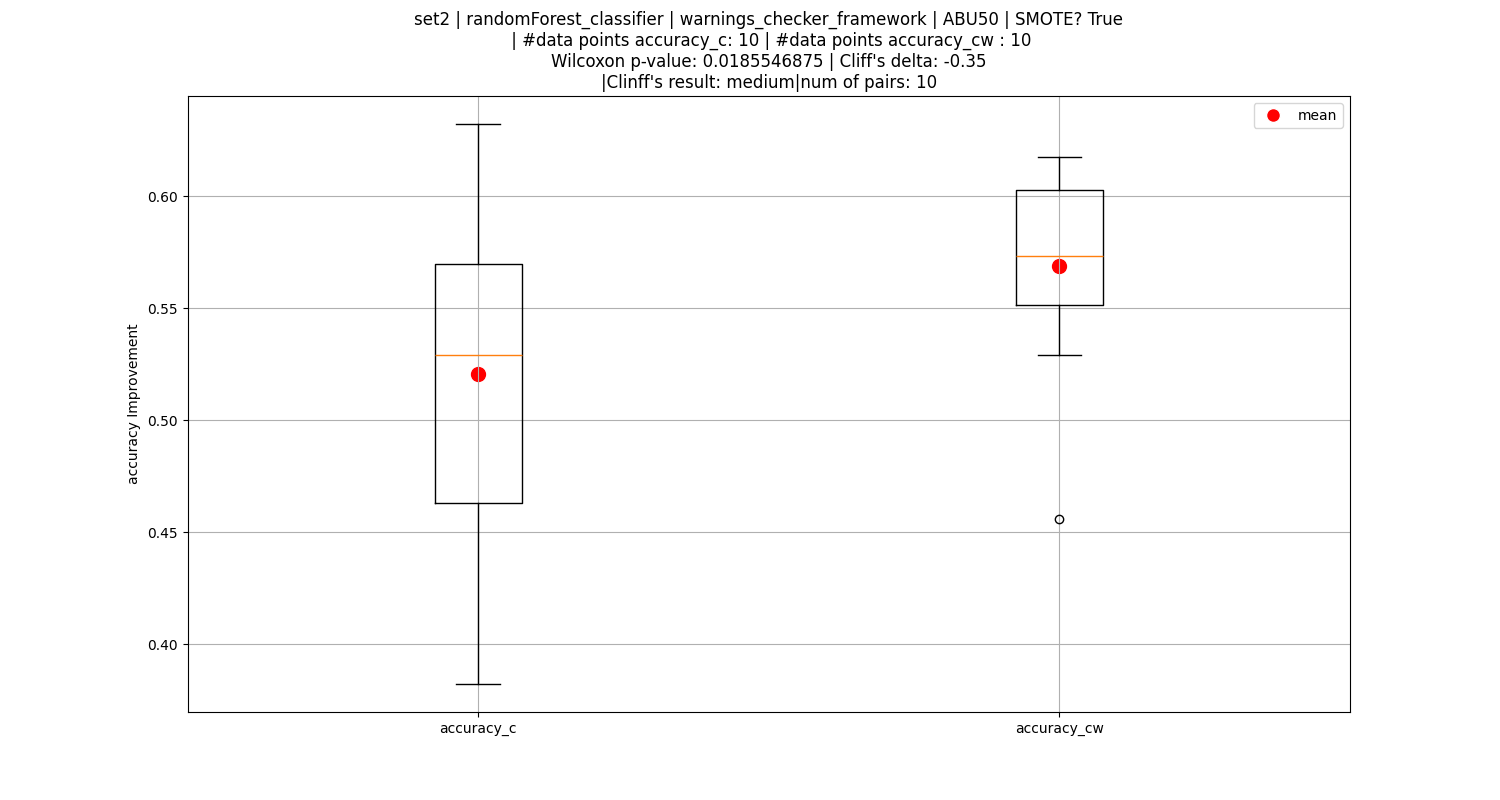 set2 | randomForest_classifier | warnings_checker_framework | ABU50 | SMOTE? True
| #data points accuracy_c: 10 | #data points accuracy_cw : 10
Wilcoxon p-value: 0.0185546875 | Cliff's delta: -0.35
|Clinff's result: medium|num of pairs: 10
mean
0.60
0.55
0.50
0.45
0.40
accuracy Improvement
accuracy_c
accuracy_cw